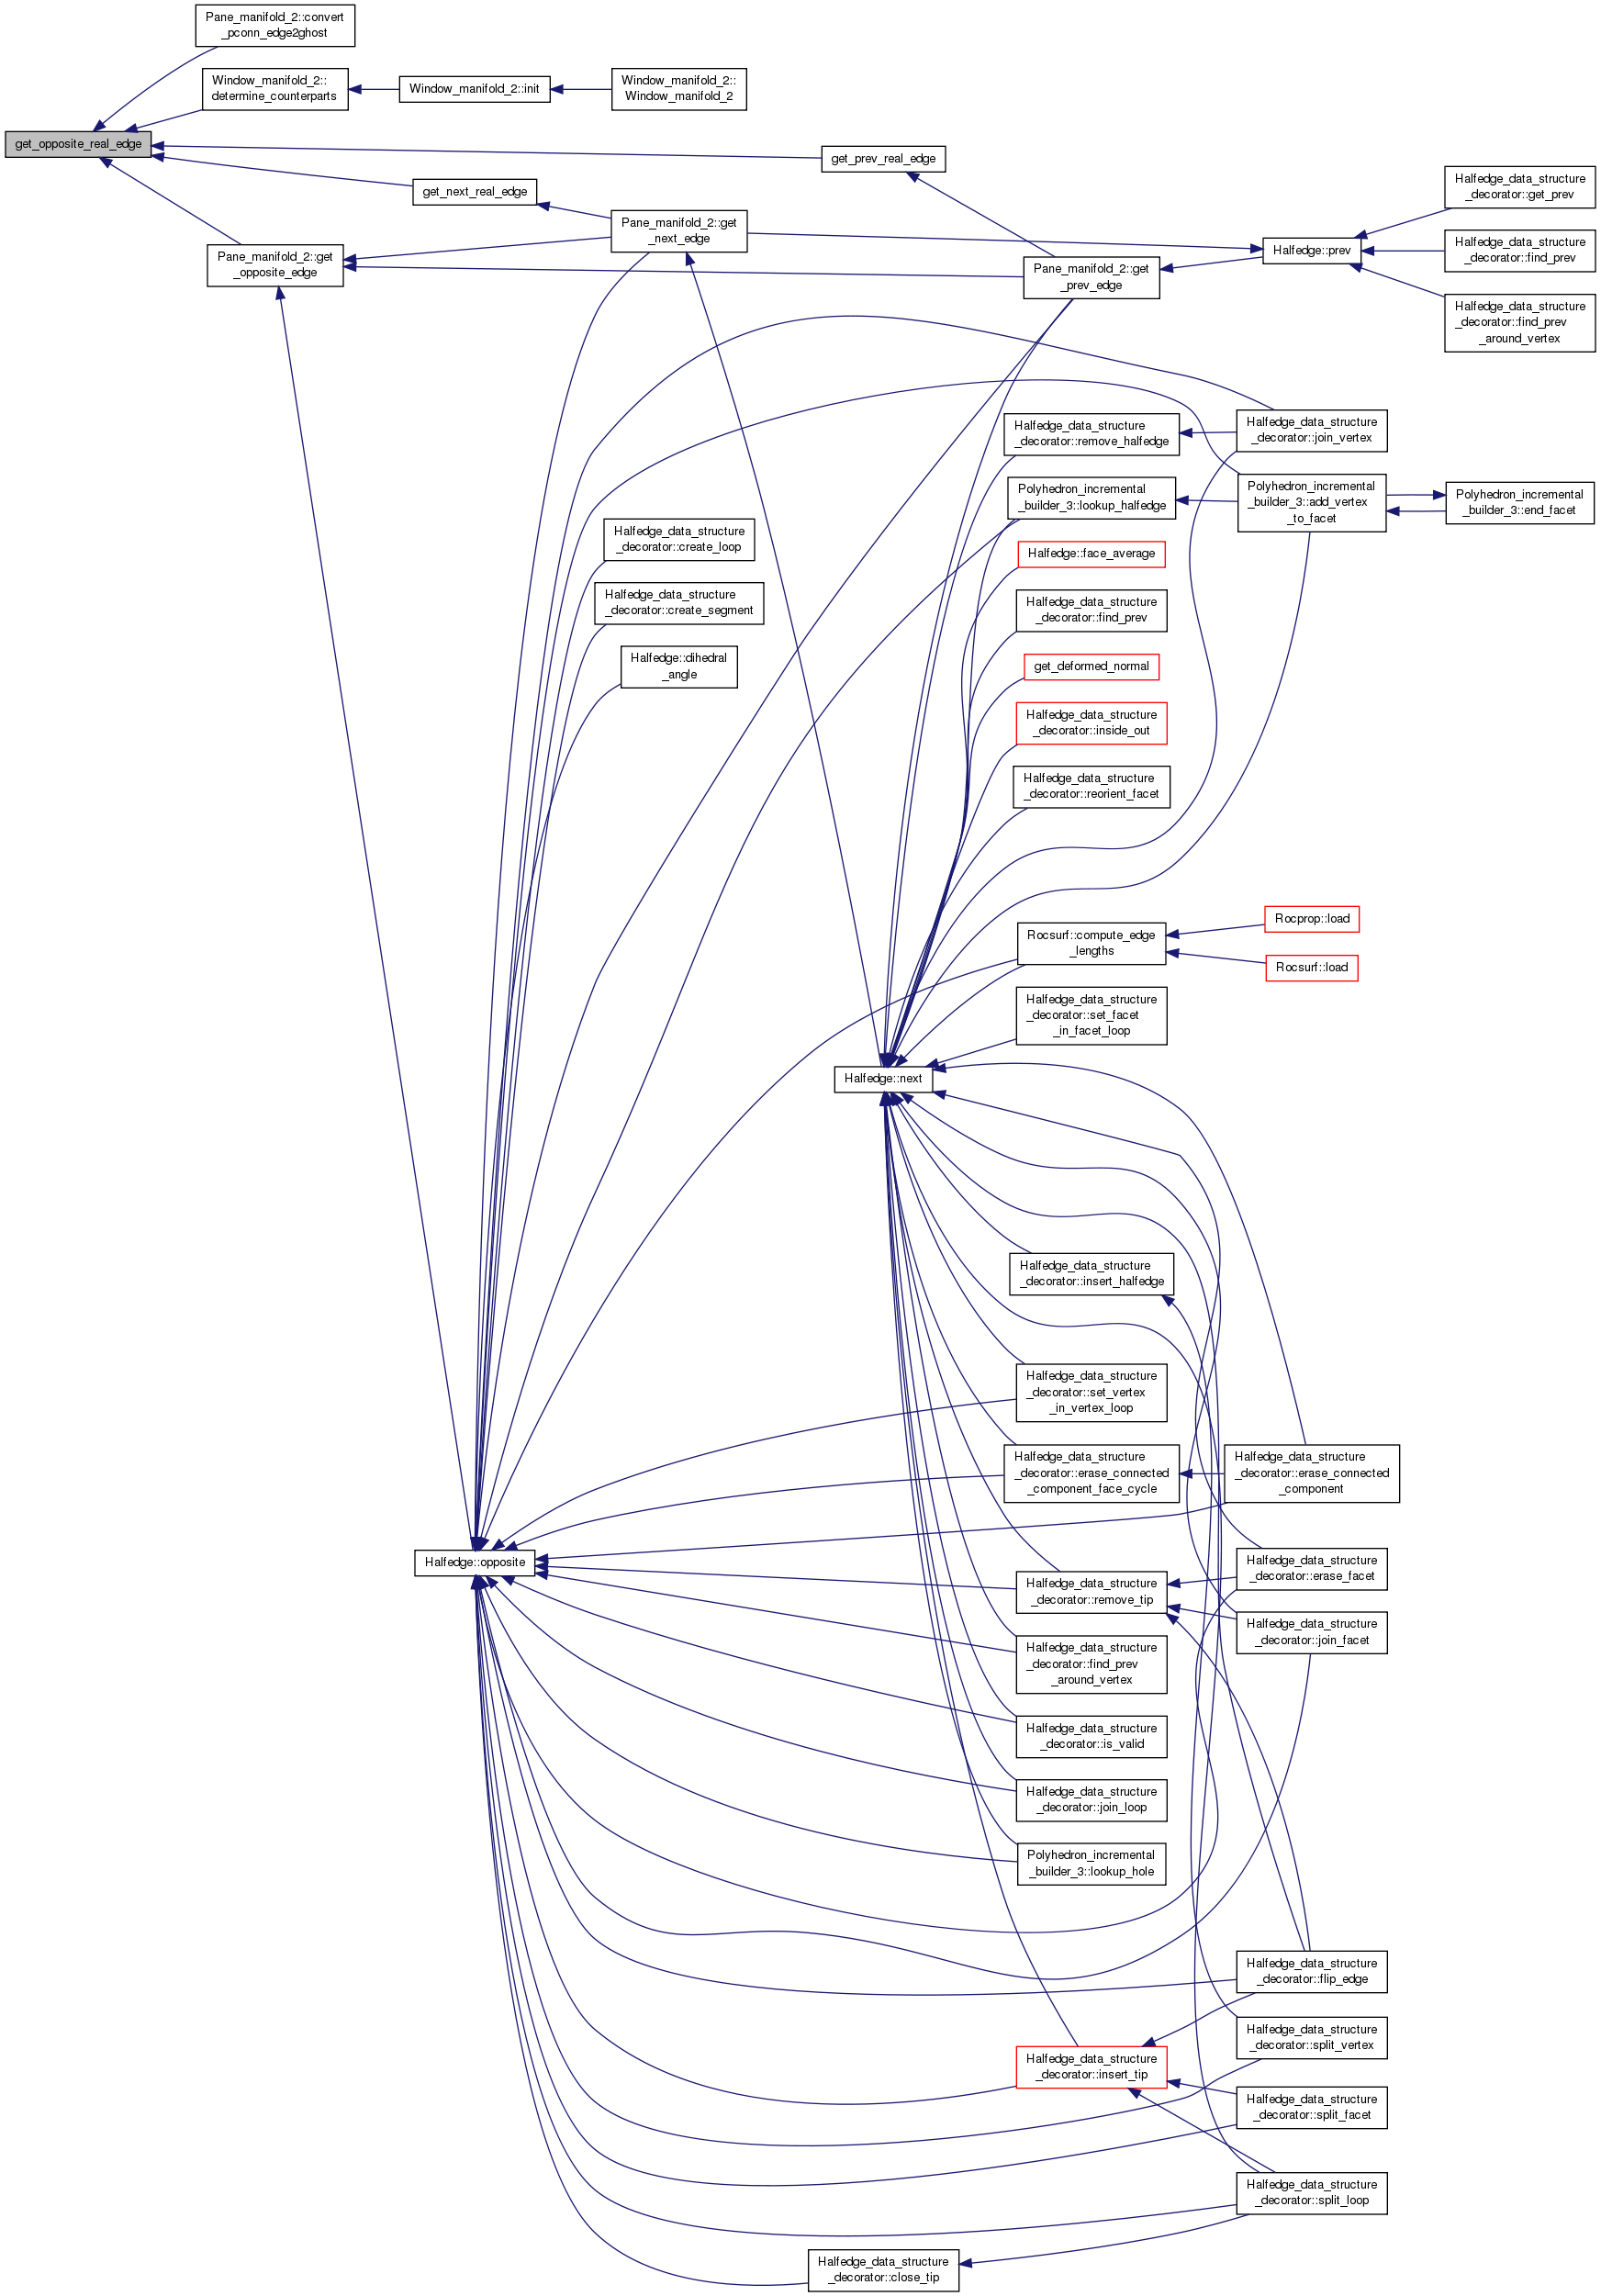 Pane_manifold_2::convert
_pconn_edge2ghost
Window_manifold_2::
determine_counterparts
Window_manifold_2::init
Window_manifold_2::
Window_manifold_2
get_opposite_real_edge
get_prev_real_edge
get_next_real_edge
Pane_manifold_2::get
_next_edge
Pane_manifold_2::get
_opposite_edge
Pane_manifold_2::get
_prev_edge
Halfedge::prev
Halfedge_data_structure
_decorator::get_prev
Halfedge_data_structure
_decorator::find_prev
Halfedge_data_structure
_decorator::find_prev
_around_vertex
Halfedge_data_structure
_decorator::remove_halfedge
Halfedge_data_structure
_decorator::join_vertex
Polyhedron_incremental
_builder_3::lookup_halfedge
Polyhedron_incremental
_builder_3::add_vertex
_to_facet
Polyhedron_incremental
_builder_3::end_facet
Halfedge_data_structure
_decorator::create_loop
Halfedge::face_average
Halfedge_data_structure
_decorator::create_segment
Halfedge_data_structure
_decorator::find_prev
Halfedge::dihedral
_angle
get_deformed_normal
Halfedge_data_structure
_decorator::inside_out
Halfedge_data_structure
_decorator::reorient_facet
Rocsurf::compute_edge
_lengths
Rocprop::load
Rocsurf::load
Halfedge_data_structure
_decorator::set_facet
_in_facet_loop
Halfedge::next
Halfedge_data_structure
_decorator::insert_halfedge
Halfedge_data_structure
_decorator::set_vertex
_in_vertex_loop
Halfedge_data_structure
_decorator::erase_connected
_component_face_cycle
Halfedge_data_structure
_decorator::erase_connected
_component
Halfedge::opposite
Halfedge_data_structure
_decorator::erase_facet
Halfedge_data_structure
_decorator::remove_tip
Halfedge_data_structure
_decorator::join_facet
Halfedge_data_structure
_decorator::find_prev
_around_vertex
Halfedge_data_structure
_decorator::is_valid
Halfedge_data_structure
_decorator::join_loop
Polyhedron_incremental
_builder_3::lookup_hole
Halfedge_data_structure
_decorator::flip_edge
Halfedge_data_structure
_decorator::split_vertex
Halfedge_data_structure
_decorator::insert_tip
Halfedge_data_structure
_decorator::split_facet
Halfedge_data_structure
_decorator::split_loop
Halfedge_data_structure
_decorator::close_tip